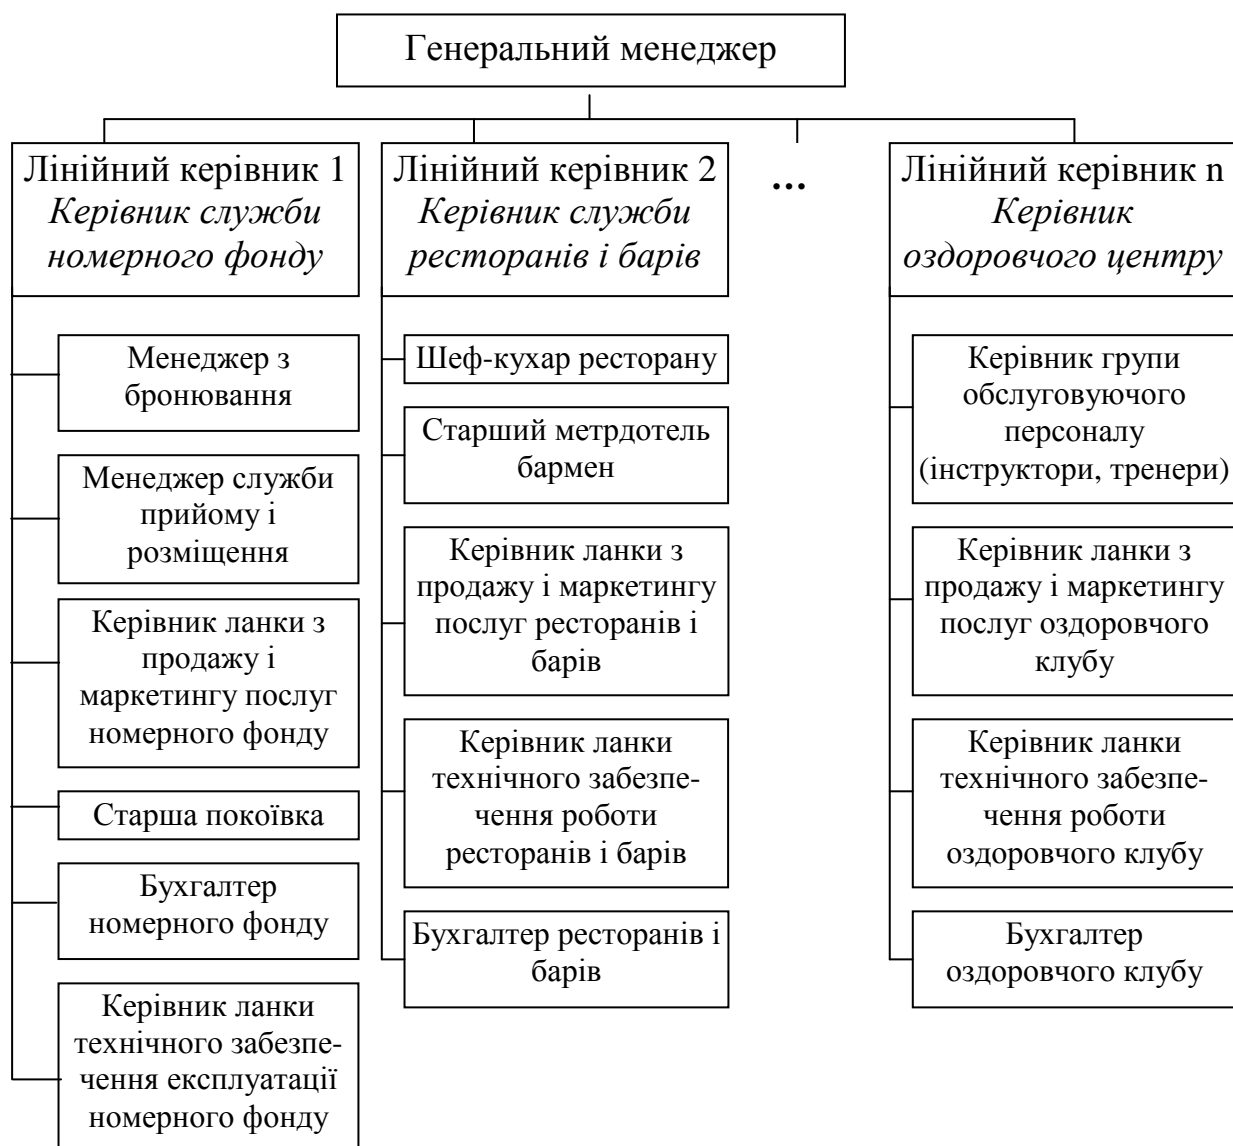 Генеральний менеджер
Лінійний керівник 1
Керівник служби
номерного фонду
Менеджер з
бронювання
Менеджер служби
прийому і
розміщення
Керівник ланки з
продажу і
маркетингу послуг
номерного фонду
Старша покоївка
Бухгалтер
номерного фонду
Керівник ланки
технічного забезпе-
чення експлуатації
номерного фонду
Лінійний керівник 2
Керівник служби
ресторанів і барів
Шеф-кухар ресторану
Старший метрдотель
бармен
Керівник ланки з
продажу і маркетингу
послуг ресторанів і
барів
Керівник ланки
технічного забезпе-
чення роботи
ресторанів і барів
Бухгалтер ресторанів і
барів
...
Лінійний керівник n
Керівник
оздоровчого центру
Керівник групи
обслуговуючого
персоналу
(інструктори, тренери)
Керівник ланки з
продажу і маркетингу
послуг оздоровчого
клубу
Керівник ланки
технічного забезпе-
чення роботи
оздоровчого клубу
Бухгалтер
оздоровчого клубу